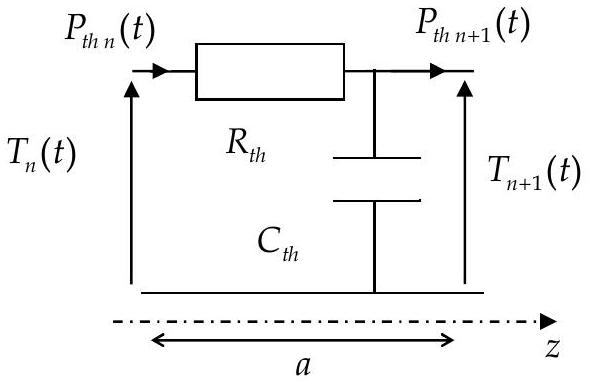 P_{th n}(t)
P_{th n+1}(t)
T_n(t)
R_{th}
T_{n+1}(t)
C_{th}
z
a